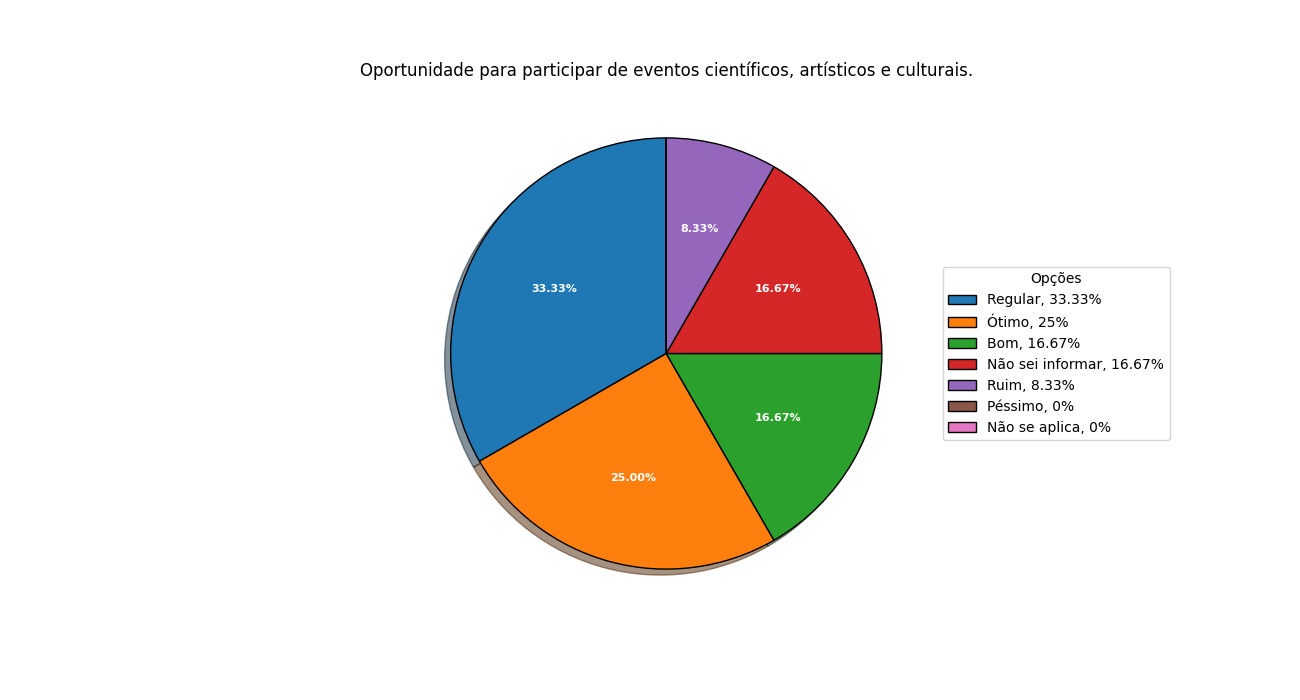 Oportunidade para participar de eventos científicos, artísticos e culturais.
8.33%
33.33%
16.67%
16.67%
25.00%
Opções
Regular, 33.33%
Ótimo, 25%
Bom, 16.67%
Não sei informar, 16.67%
Ruim, 8.33%
Péssimo, 0%
Não se aplica, 0%